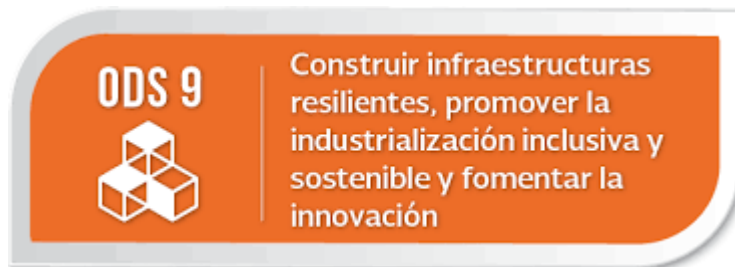 ODS 9
Construir infraestructuras
resilientes, promover la
industrialización inclusiva y
sostenible y fomentar la
innovación